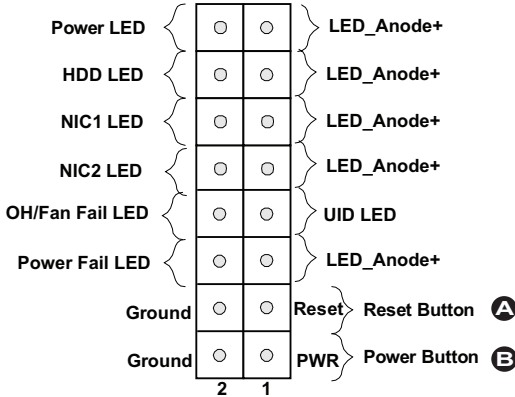 Power LED LED_Anode+
HDD LED LED_Anode+
NIC1 LED LED_Anode+
NIC2 LED LED_Anode+
OH/Fan Fail LED UID LED
Power Fail LED LED_Anode+
Ground Reset Reset Button A
Ground PWR Power Button B
2 1